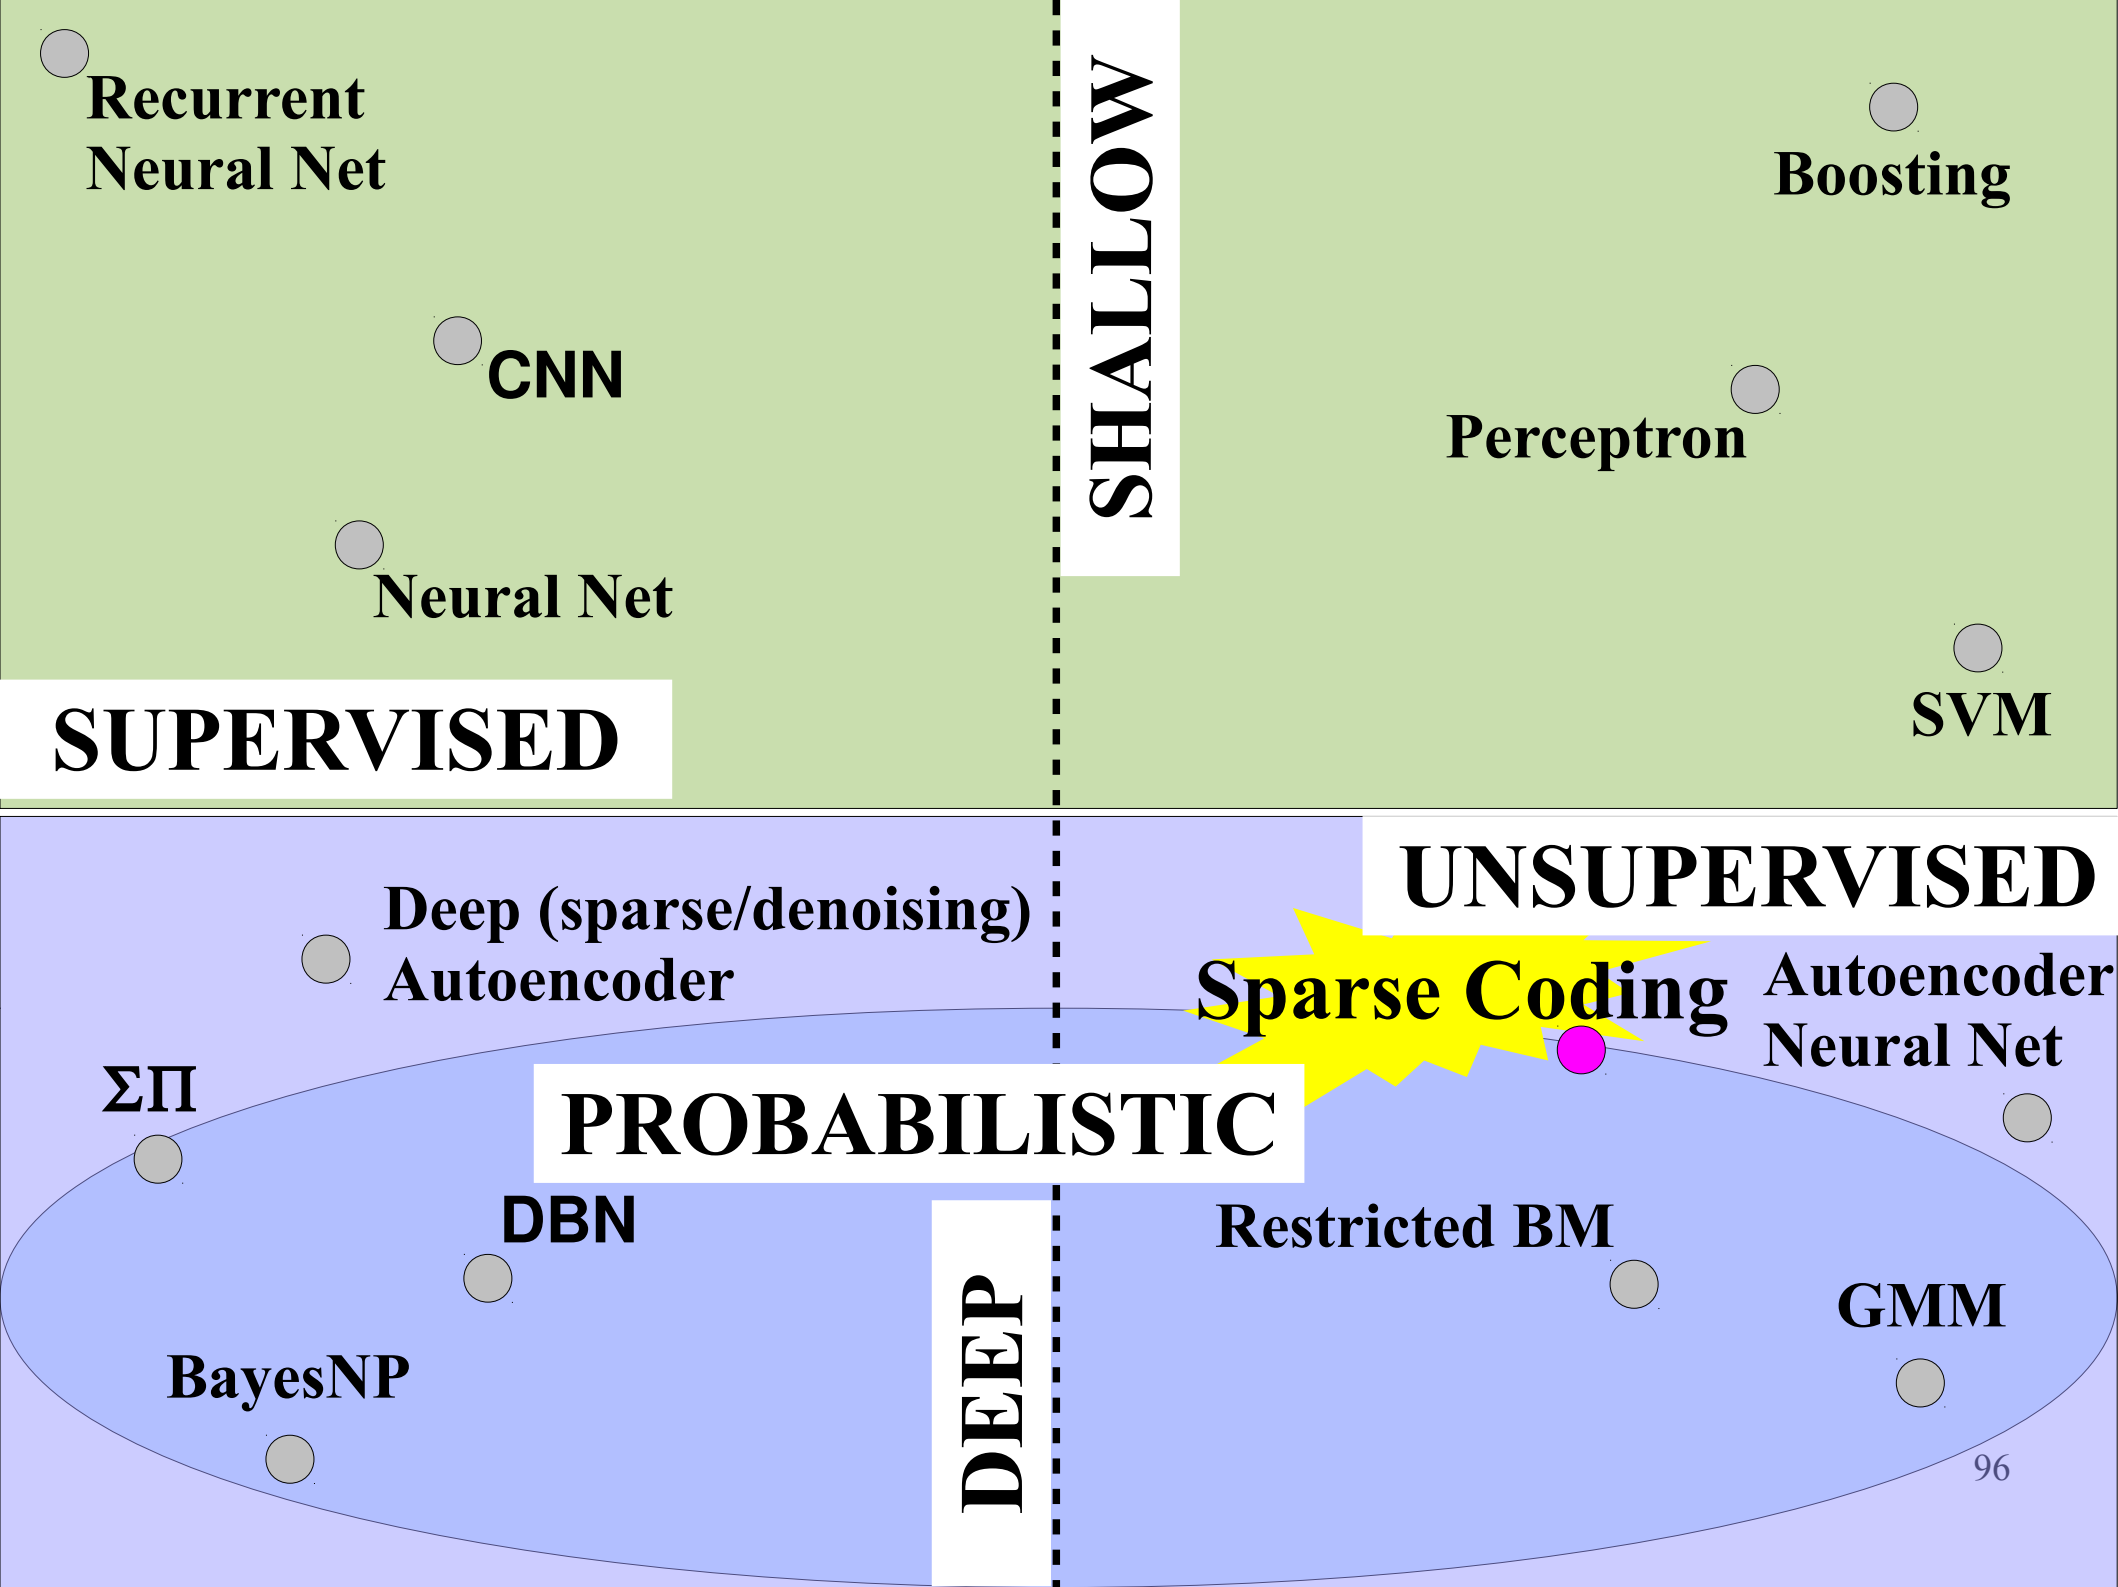 SHALLOW
Recurrent
Neural Net
Boosting
CNN
Perceptron
Neural Net
SVM
SUPERVISED
UNSUPERVISED
Deep (sparse/denoising)
Autoencoder
Sparse Coding
Autoencoder
Neural Net
ΣΠ
PROBABILISTIC
DBN
Restricted BM
GMM
BayesNP
DEEP
96